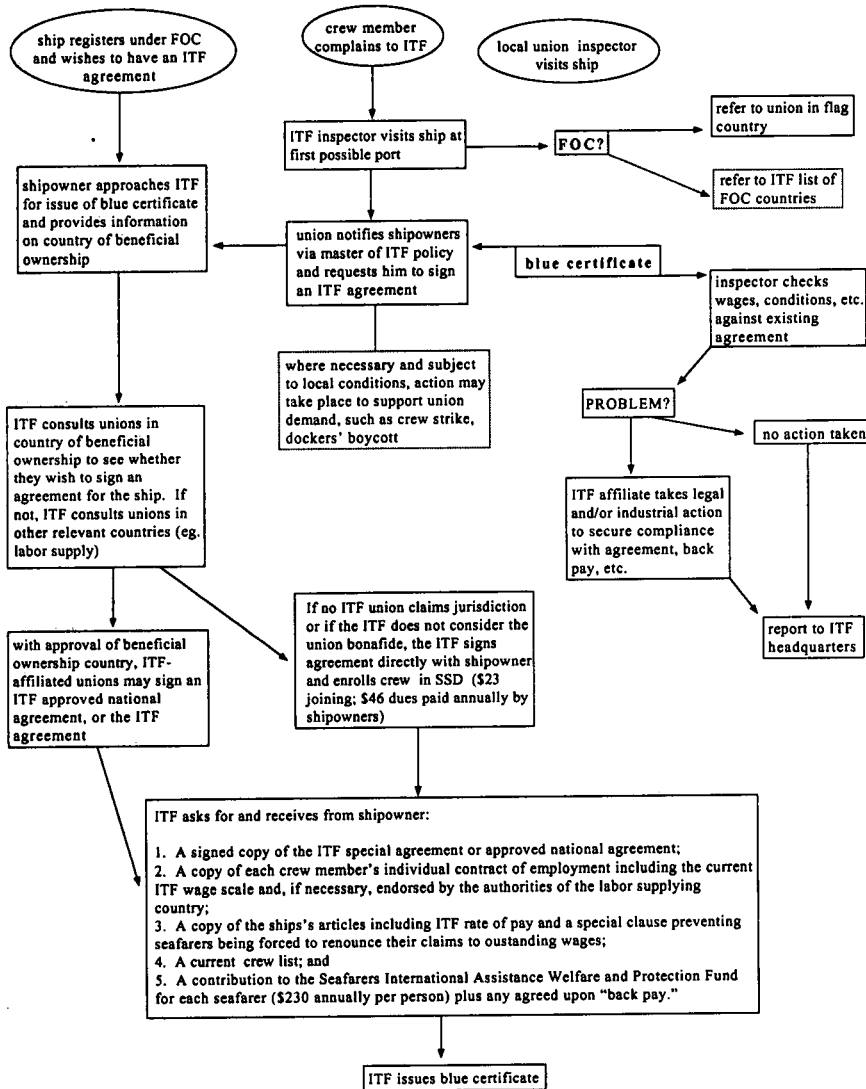 ship registers under FOC
and wishes to have an ITF
agreement
crew member
complains to ITF
local union inspector
visits ship
ITF inspector visits ship at
first possible port
FOC?
refer to union in flag
country
refer to ITF list of
FOC countries
shipowner approaches ITF
for issue of blue certificate
and provides information
on country of beneficial
ownership
union notifies shipowners
via master of ITF policy
and requests him to sign
an ITF agreement
blue certificate
inspector checks
wages, conditions, etc.
against existing
agreement
where necessary and subject
to local conditions, action may
take place to support union
demand, such as crew strike,
dockers' boycott
PROBLEM?
no action taken
ITF consults unions in
country of beneficial
ownership to see whether
they wish to sign an
agreement for the ship. If
not, ITF consults unions in
other relevant countries (eg.
labor supply)
ITF affiliate takes legal
and/or industrial action
to secure compliance
with agreement, back
pay, etc.
report to ITF
headquarters
with approval of beneficial
ownership country, ITF-
affiliated unions may sign an
ITF approved national
agreement, or the ITF
agreement
If no ITF union claims jurisdiction
or if the ITF does not consider the
union bonafide, the ITF signs
agreement directly with shipowner
and enrolls crew in SSD ($23
joining; $46 dues paid annually by
shipowners)
ITF asks for and receives from shipowner:
1. A signed copy of the ITF special agreement or approved national agreement;
2. A copy of each crew member's individual contract of employment including the current
ITF wage scale and, if necessary, endorsed by the authorities of the labor supplying
country;
3. A copy of the ships's articles including ITF rate of pay and a special clause preventing
seafarers being forced to renounce their claims to oustanding wages;
4. A current crew list; and
5. A contribution to the Seafarers International Assistance Welfare and Protection Fund
for each seafarer ($230 annually per person) plus any agreed upon "back pay."
ITF issues blue certificate